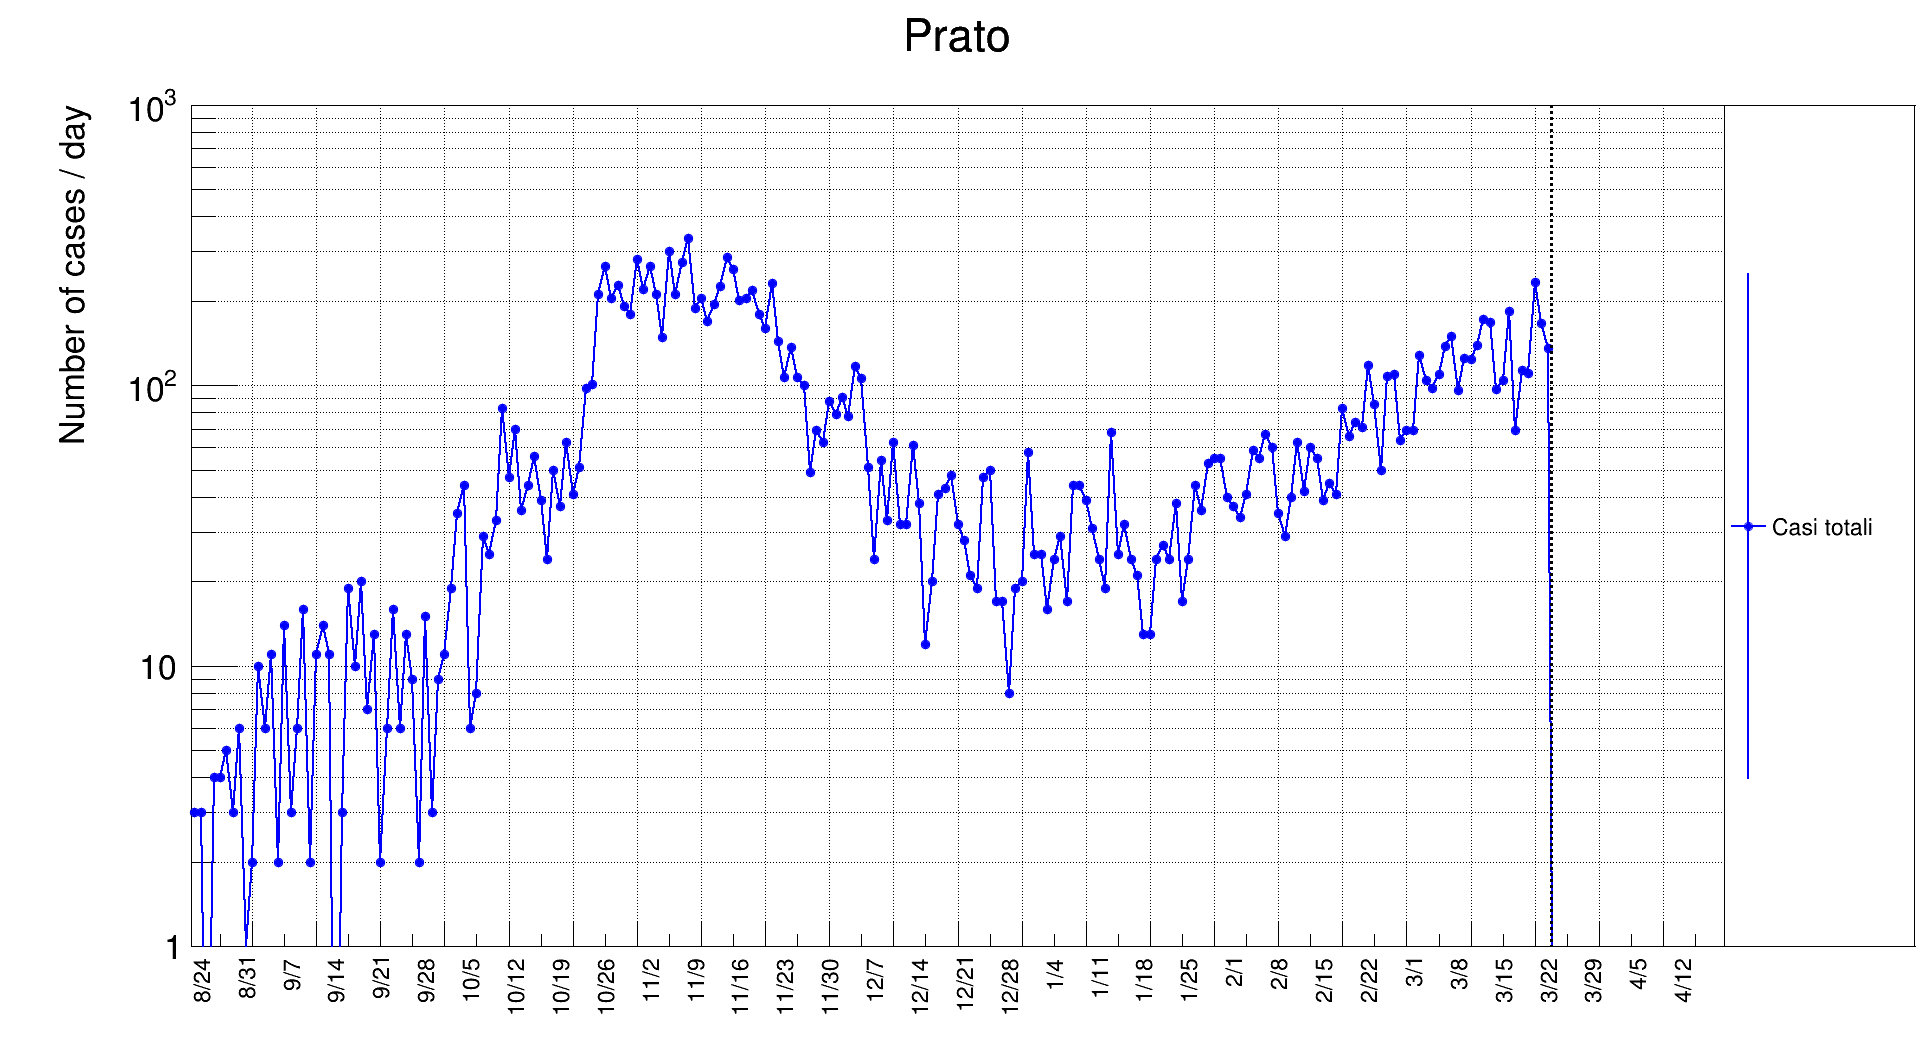 Prato
Number of cases / day
10³
10²
10
1
8/24 8/31 9/7 9/14 9/21 9/28 10/5 10/12 10/19 10/26 11/2 11/9 11/16 11/23 11/30 12/7 12/14 12/21 12/28 1/4 1/11 1/18 1/25 2/1 2/8 2/15 2/22 3/1 3/8 3/15 3/22 3/29 4/5 4/12
Casi totali